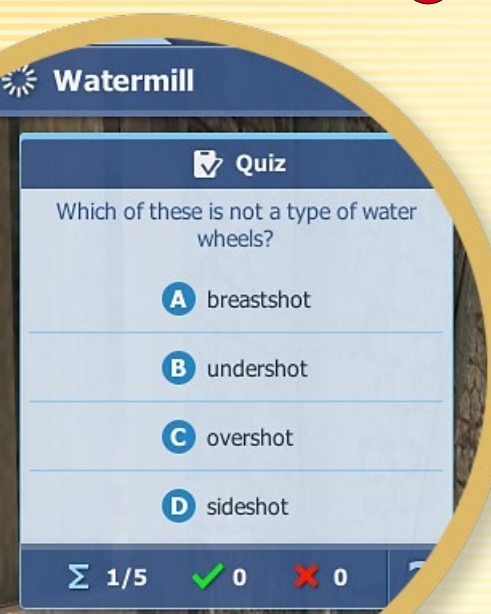 Watermill
Quiz
Which of these is not a type of water
wheels?
A breastshot
B undershot
C overshot
D sideshot
Σ 1/5 0 0